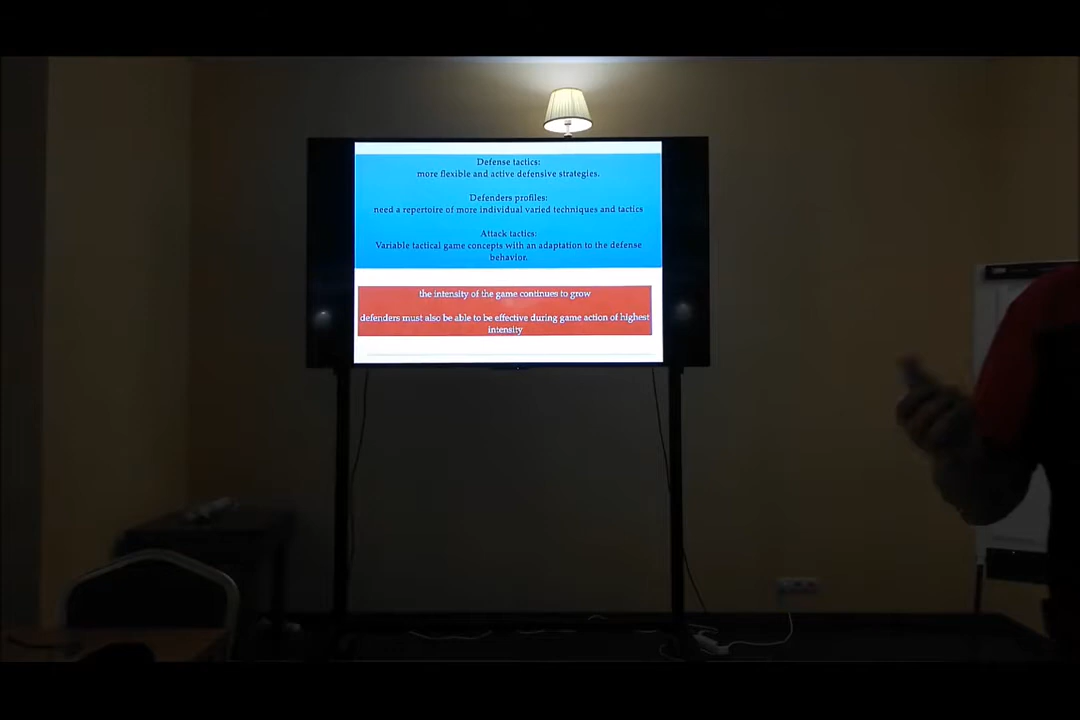 Defense tactics:
more flexible and active defensive strategies.
Defenders profiles:
need a repertoire of more individual varied techniques and tactics
Attack tactics:
Variable tactical game concepts with an adaptation to the defense
behavior.
the intensity of the game continues to grow
defenders must also be able to be effective during game action of highest
intensity